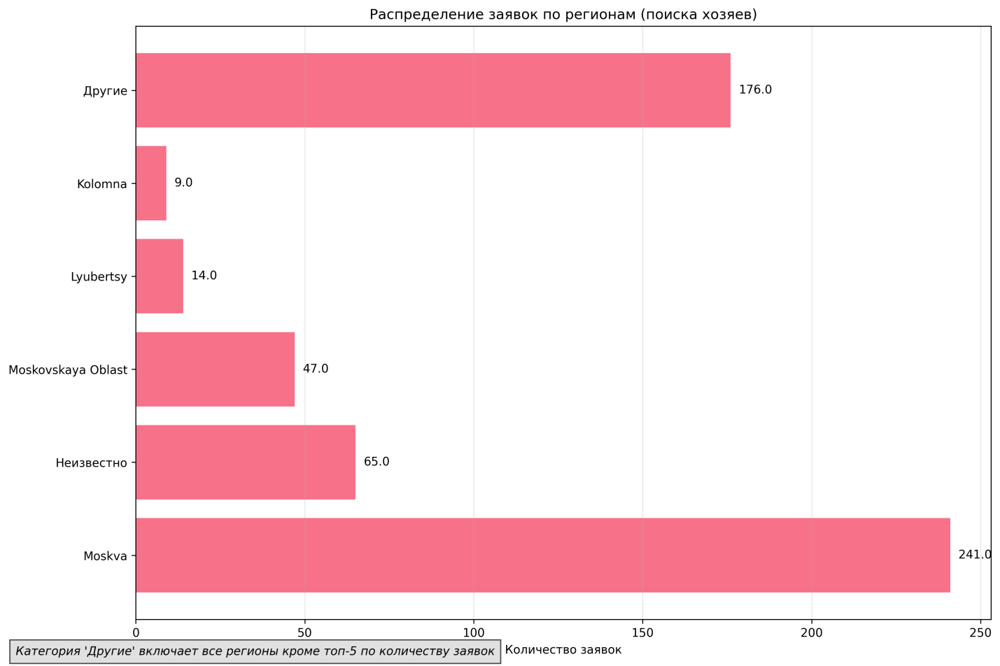 Распределение заявок по регионам (поиска хозяев)
Другие
176.0
Kolomna
9.0
Lyubertsy
14.0
Moskovskaya Oblast
47.0
Неизвестно
65.0
Moskva
241.0
0 50 100 150 200 250
Категория 'Другие' включает все регионы кроме топ-5 по количеству заявок
Количество заявок